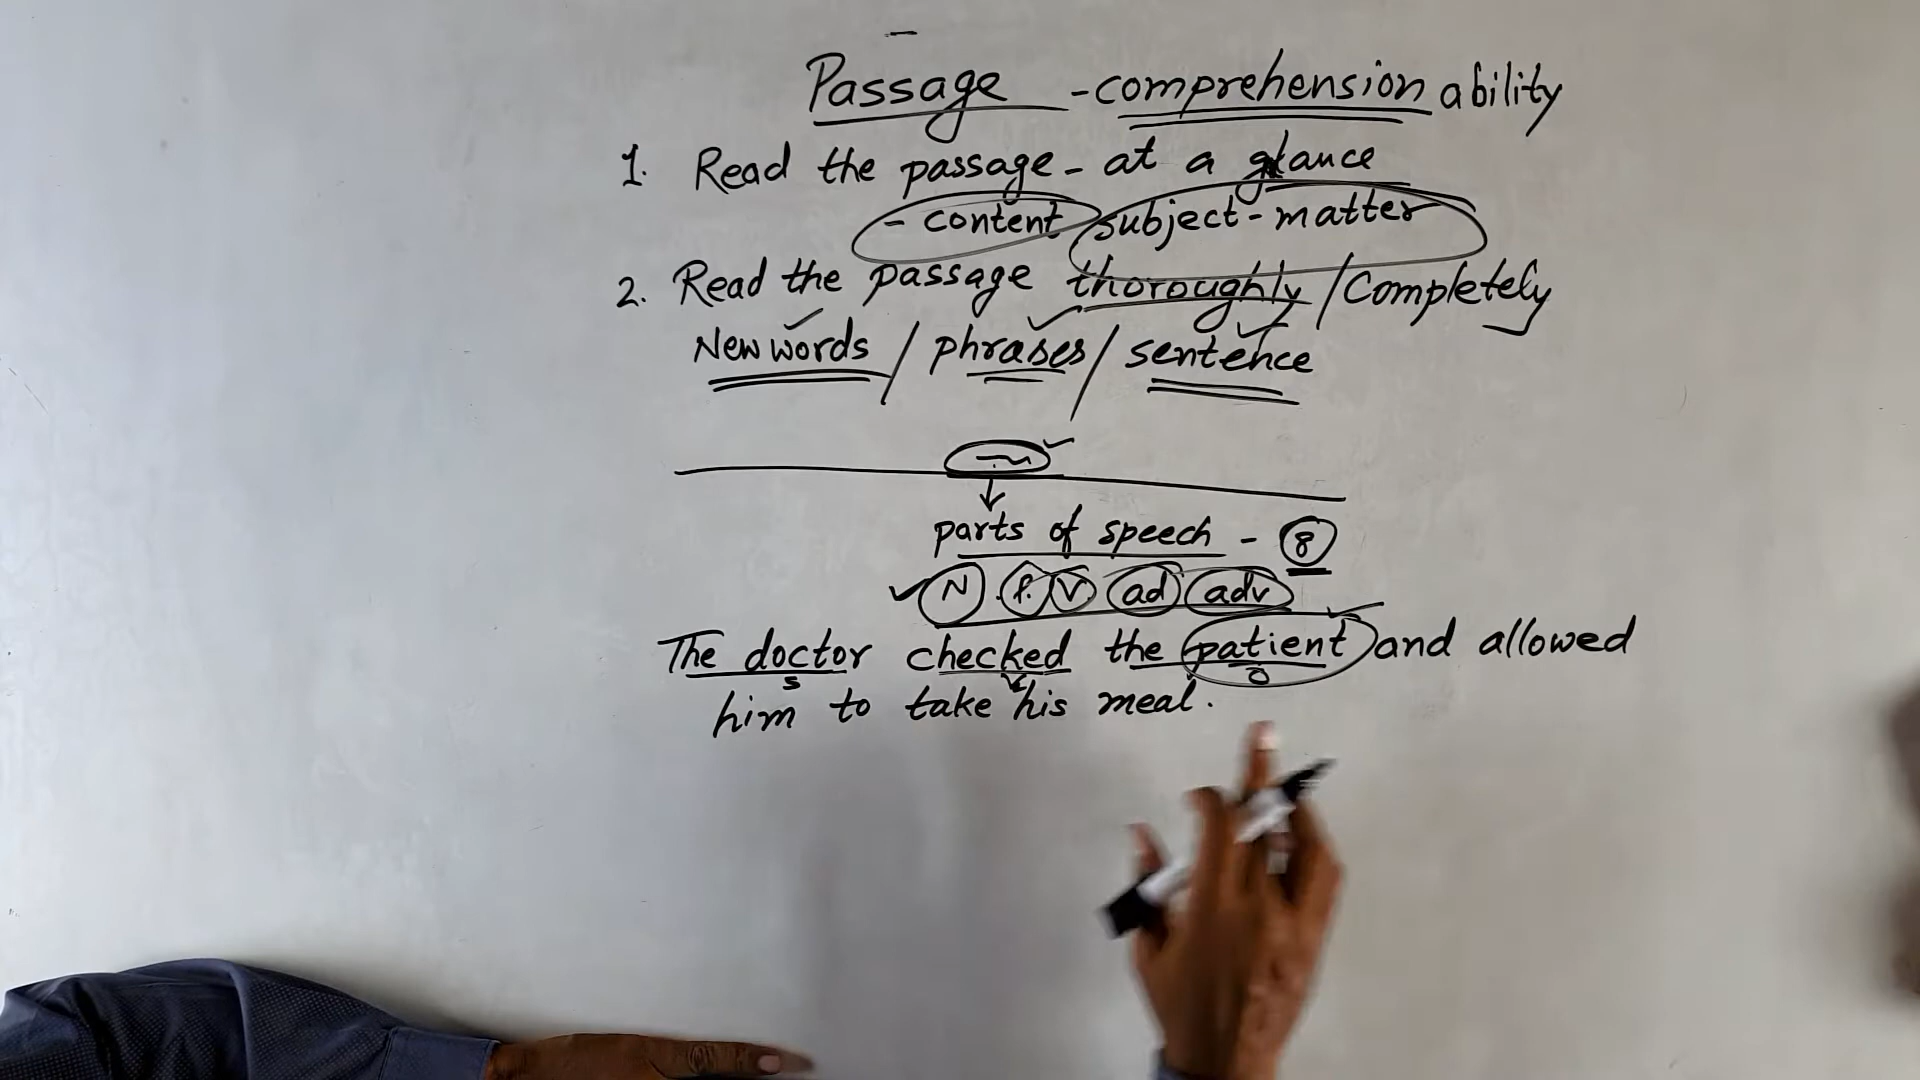 Passage - comprehension ability
1. Read the passage - at a glance
- content subject-matter
2. Read the passage thoroughly / Completely
New words / phrases / sentence
parts of speech - 8
N P. V. ad adv
The doctor checked the patient and allowed
s v o
him to take his meal.